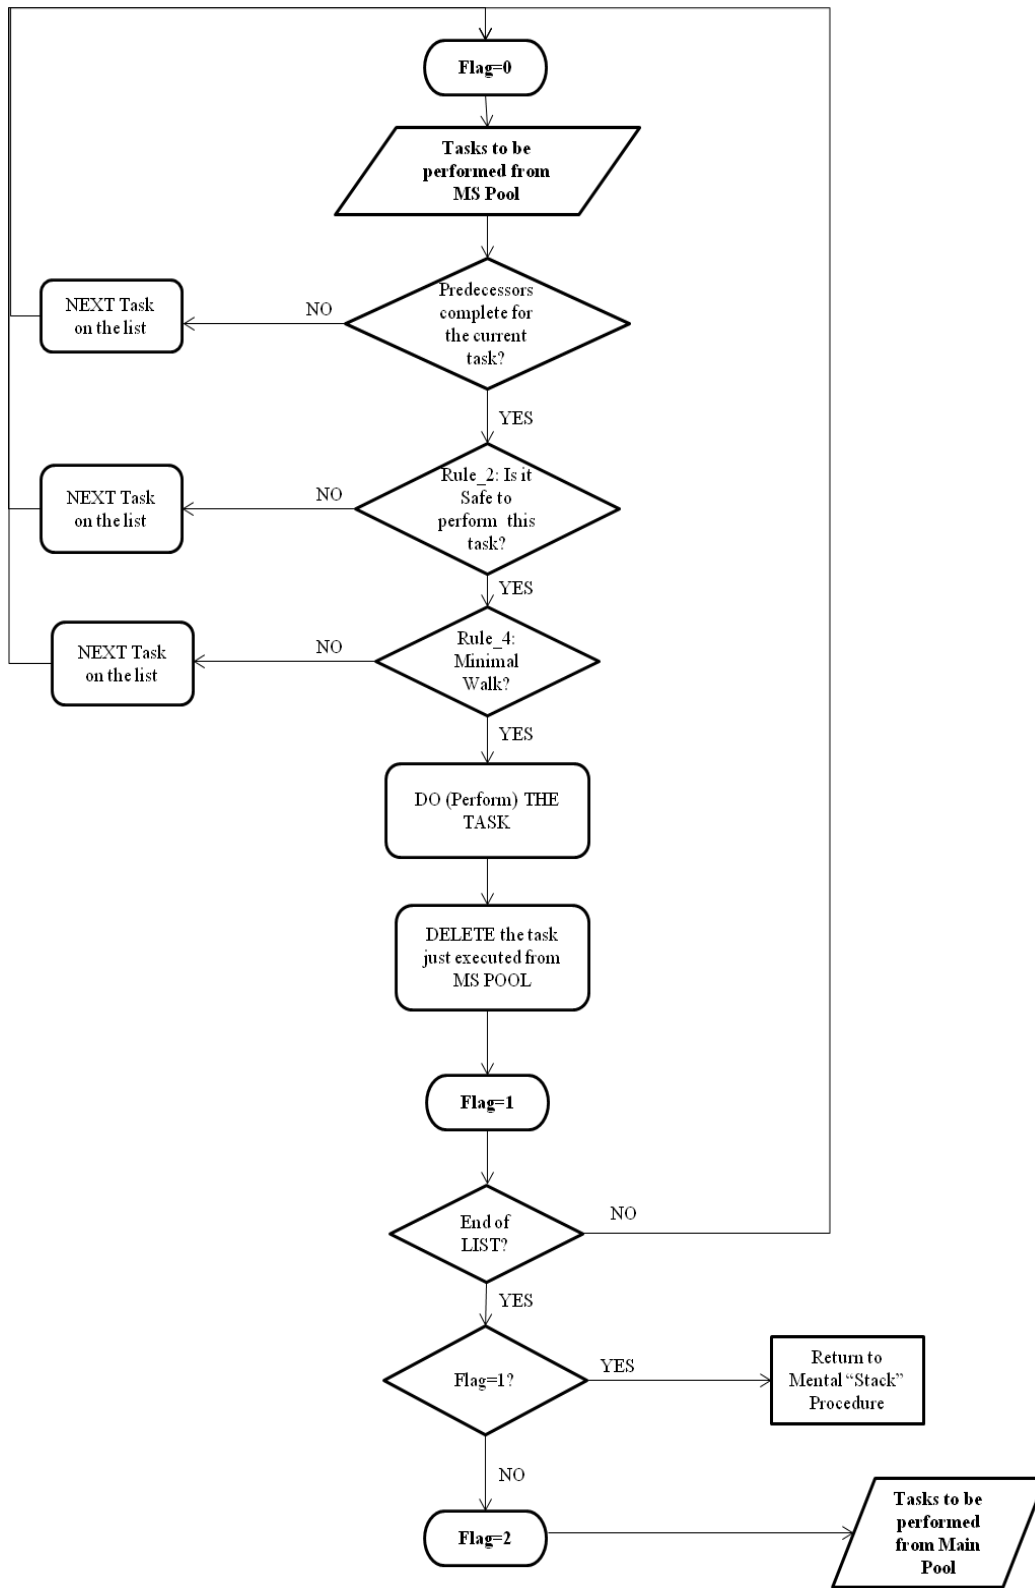 Flag=0
Tasks to be
performed from
MS Pool
Predecessors
complete for
the current
task?
NO
NEXT Task
on the list
YES
Rule_2: Is it
Safe to
perform this
task?
NO
NEXT Task
on the list
YES
Rule_4:
Minimal
Walk?
NO
NEXT Task
on the list
YES
DO (Perform) THE
TASK
DELETE the task
just executed from
MS POOL
Flag=1
End of
LIST?
NO
YES
Flag=1?
YES
Return to
Mental “Stack”
Procedure
NO
Flag=2
Tasks to be
performed
from Main
Pool